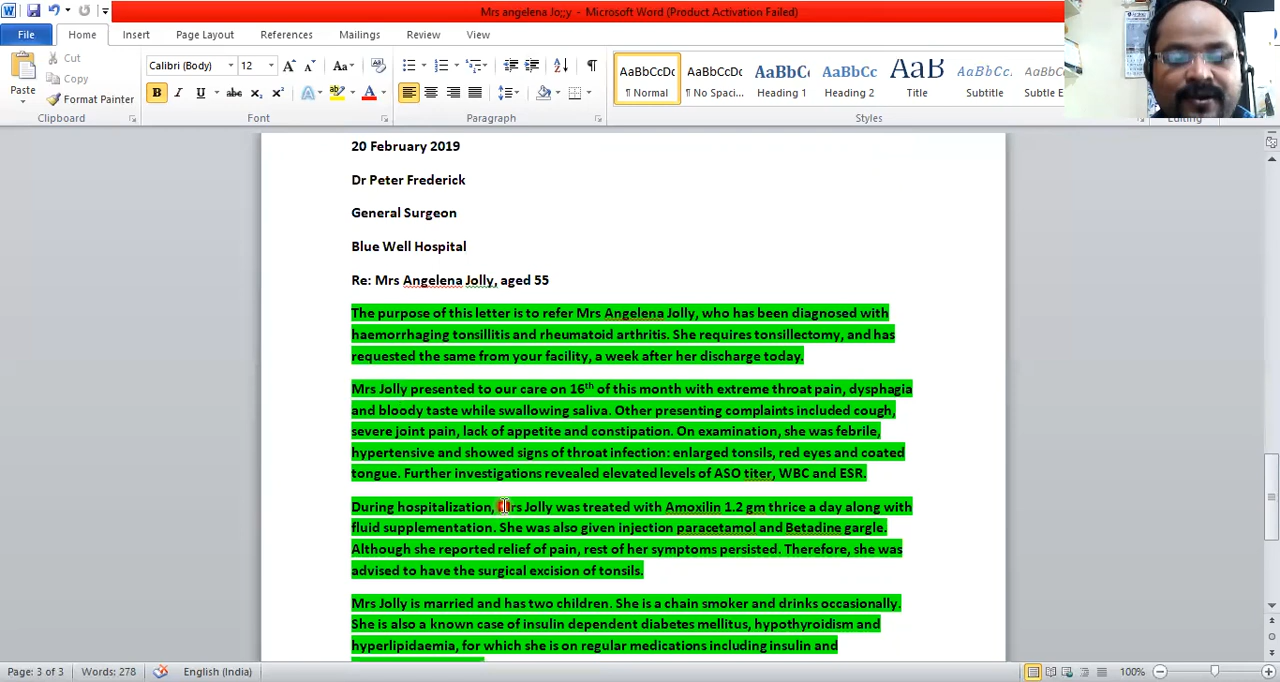 Mrs angelena Jo;;y - Microsoft Word (Product Activation Failed)
File Home Insert Page Layout References Mailings Review View
Cut
Copy
Format Painter
Paste
Calibri (Body) 12
AaBbCcDc AaBbCcDc AaBbCc AaBbCc AaB AaBbCc. AaBbCc
¶ Normal ¶ No Spaci... Heading 1 Heading 2 Title Subtitle Subtle E
Clipboard Font Paragraph Styles Editing
20 February 2019
Dr Peter Frederick
General Surgeon
Blue Well Hospital
Re: Mrs Angelena Jolly, aged 55
The purpose of this letter is to refer Mrs Angelena Jolly, who has been diagnosed with
haemorrhaging tonsillitis and rheumatoid arthritis. She requires tonsillectomy, and has
requested the same from your facility, a week after her discharge today.
Mrs Jolly presented to our care on 16th of this month with extreme throat pain, dysphagia
and bloody taste while swallowing saliva. Other presenting complaints included cough,
severe joint pain, lack of appetite and constipation. On examination, she was febrile,
hypertensive and showed signs of throat infection: enlarged tonsils, red eyes and coated
tongue. Further investigations revealed elevated levels of ASO titer, WBC and ESR.
During hospitalization, Mrs Jolly was treated with Amoxilin 1.2 gm thrice a day along with
fluid supplementation. She was also given injection paracetamol and Betadine gargle.
Although she reported relief of pain, rest of her symptoms persisted. Therefore, she was
advised to have the surgical excision of tonsils.
Mrs Jolly is married and has two children. She is a chain smoker and drinks occasionally.
She is also a known case of insulin dependent diabetes mellitus, hypothyroidism and
hyperlipidaemia, for which she is on regular medications including insulin and
Page: 3 of 3 Words: 278 English (India) 100%